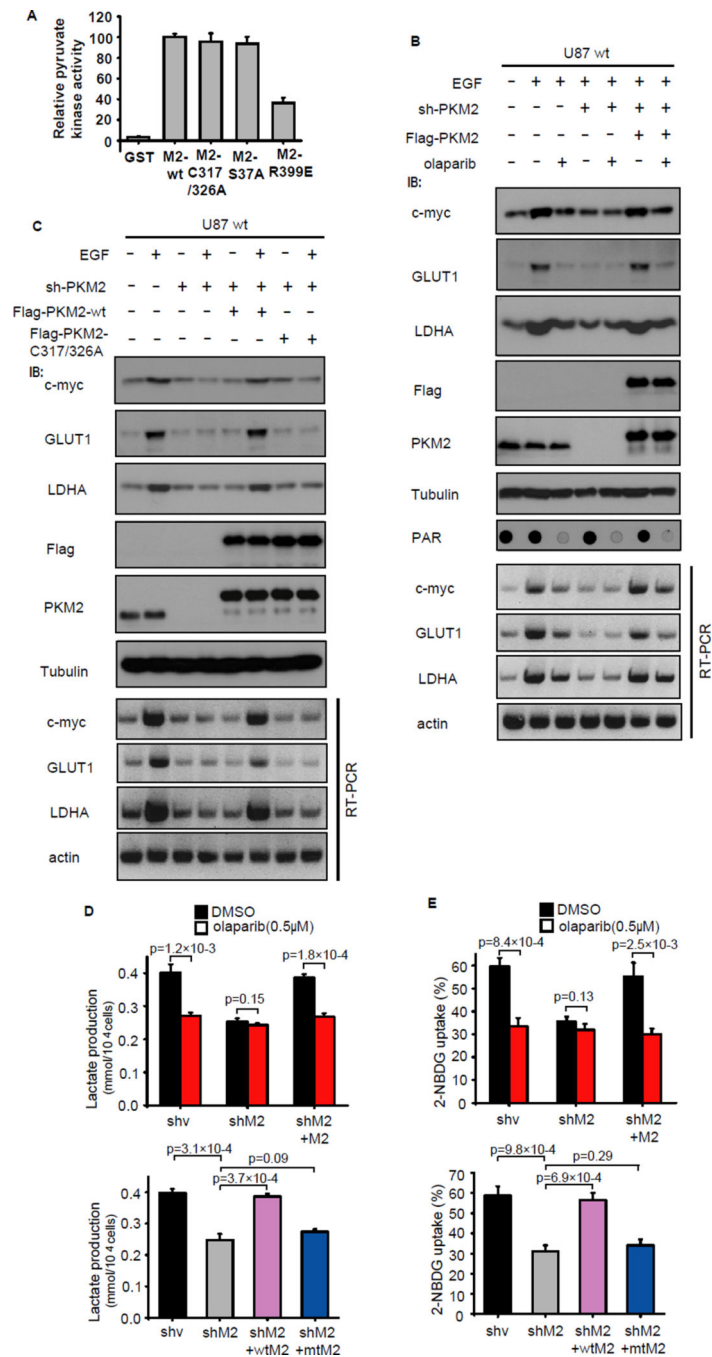 A
Relative pyruvate
kinase activity
120
100
80
60
40
20
0
GST
M2-
wt
M2-
C317
/326A
M2-
S37A
M2-
R399E
B
U87 wt
EGF - + + + + + +
sh-PKM2 - - - + + + +
Flag-PKM2 - - - - - + +
olaparib - - + - + - +
IB:
c-myc
GLUT1
LDHA
Flag
PKM2
Tubulin
PAR
c-myc
GLUT1
LDHA
actin
RT-PCR
C
U87 wt
EGF - + - + - + - +
sh-PKM2 - - + + + + + +
Flag-PKM2-wt - - - - + + - -
Flag-PKM2-
C317/326A - - - - - - + +
IB:
c-myc
GLUT1
LDHA
Flag
PKM2
Tubulin
c-myc
GLUT1
LDHA
actin
RT-PCR
D
DMSO
olaparib(0.5μM)
p=1.2×10-3
p=0.15
p=1.8×10-4
Lactate production
(mmol/10 4cells)
0.4
0.3
0.2
0.1
0.0
shv
shM2
shM2
+M2
p=3.1×10-4
p=0.09
p=3.7×10-4
Lactate production
(mmol/10 4cells)
0.4
0.3
0.2
0.1
0
shv
shM2
shM2
+wtM2
shM2
+mtM2
E
DMSO
olaparib(0.5μM)
p=8.4×10-4
p=0.13
p=2.5×10-3
2-NBDG uptake (%)
60
50
40
30
20
10
0
shv
shM2
shM2
+M2
p=9.8×10-4
p=0.29
p=6.9×10-4
2-NBDG uptake (%)
70
60
50
40
30
20
10
0
shv
shM2
shM2
+wtM2
shM2
+mtM2